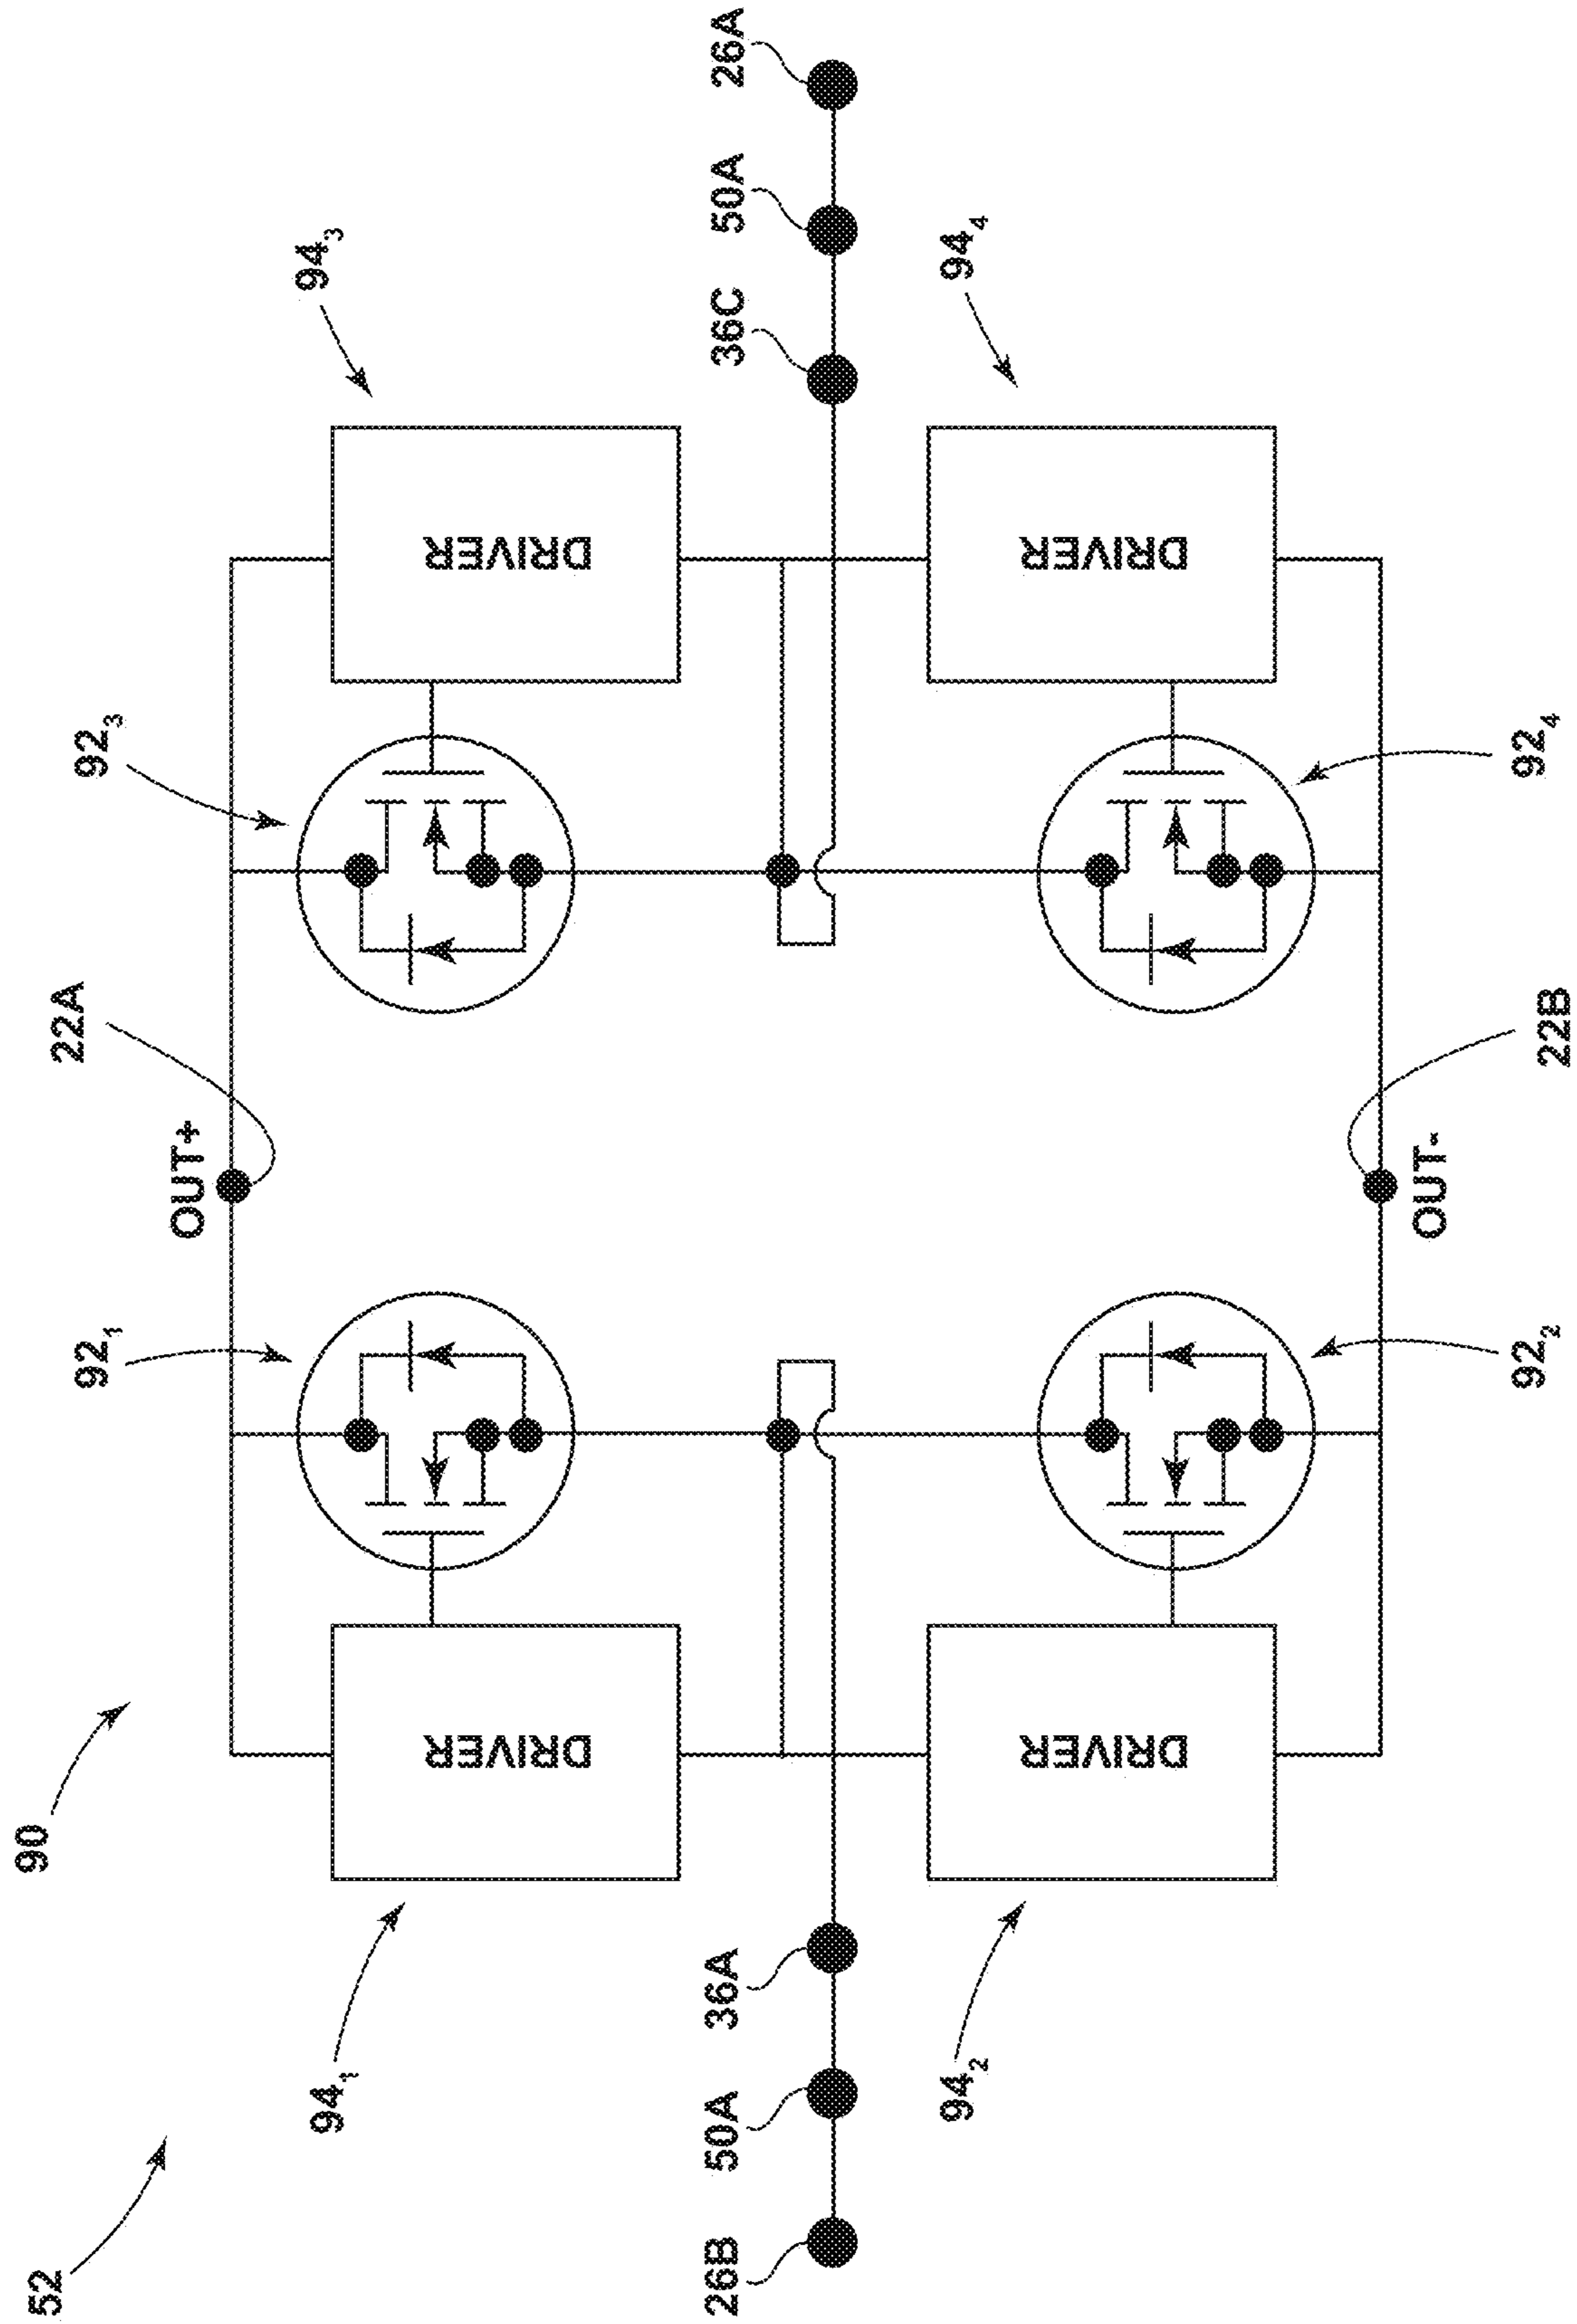 52
90
22A
92₁
92₃
OUT+
94₁
94₃
DRIVER
DRIVER
26B
50A
36A
36C
50A
26A
94₂
94₄
DRIVER
DRIVER
OUT-
92₂
92₄
22B